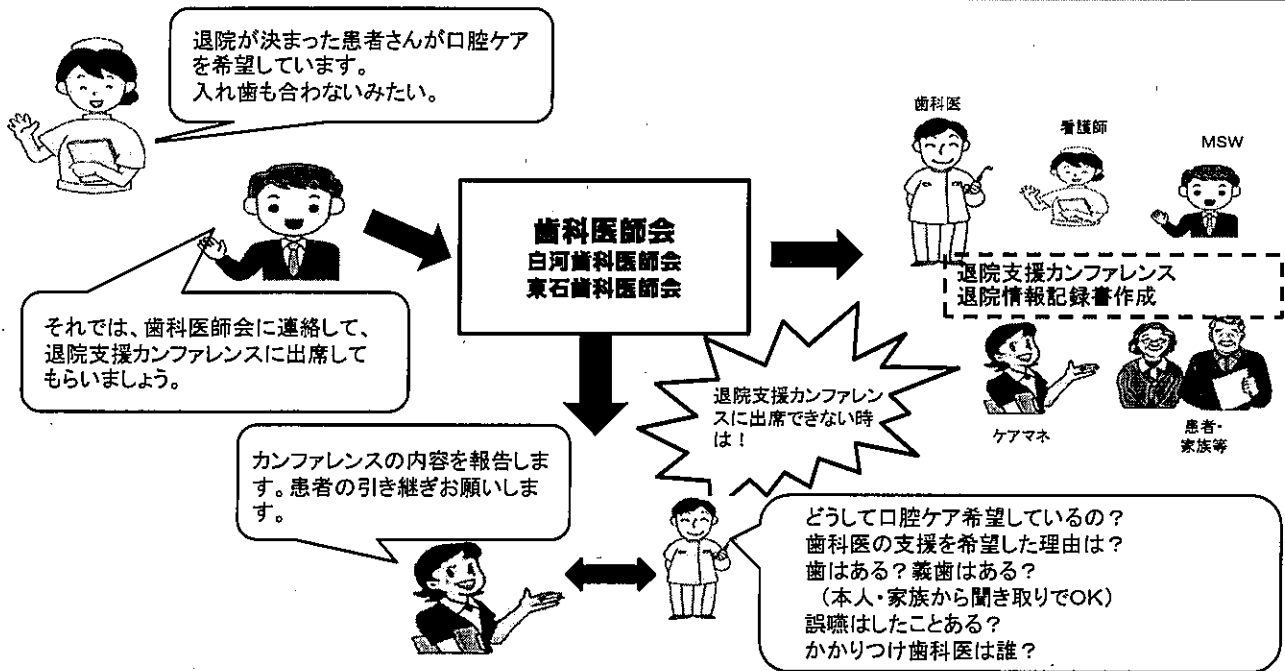 退院が決まった患者さんが口腔ケア
を希望しています。
入れ歯も合わないみたい。
歯科医
看護師
MSW
歯科医師会
白河歯科医師会
東石歯科医師会
退院支援カンファレンス
退院情報記録書作成
それでは、歯科医師会に連絡して、
退院支援カンファレンスに出席して
もらいましょう。
退院支援カンファレン
スに出席できない時
は!
ケアマネ
患者・
家族等
カンファレンスの内容を報告しま
す。患者の引き継ぎお願いしま
す。
どうして口腔ケア希望しているの?
歯科医の支援を希望した理由は?
歯はある?義歯はある?
(本人・家族から聞き取りでOK)
誤嚥はしたことある?
かかりつけ歯科医は誰?